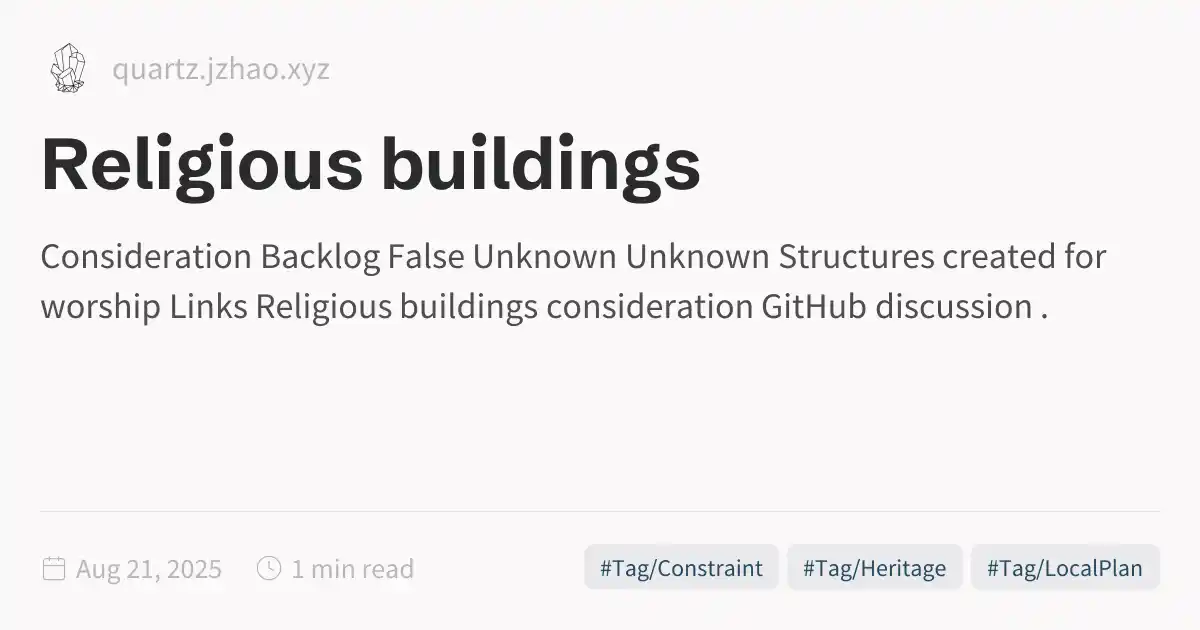 quartz.jzhao.xyz
Religious buildings
Consideration Backlog False Unknown Unknown Structures created for
worship Links Religious buildings consideration GitHub discussion .
Aug 21, 2025 1 min read #Tag/Constraint #Tag/Heritage #Tag/LocalPlan